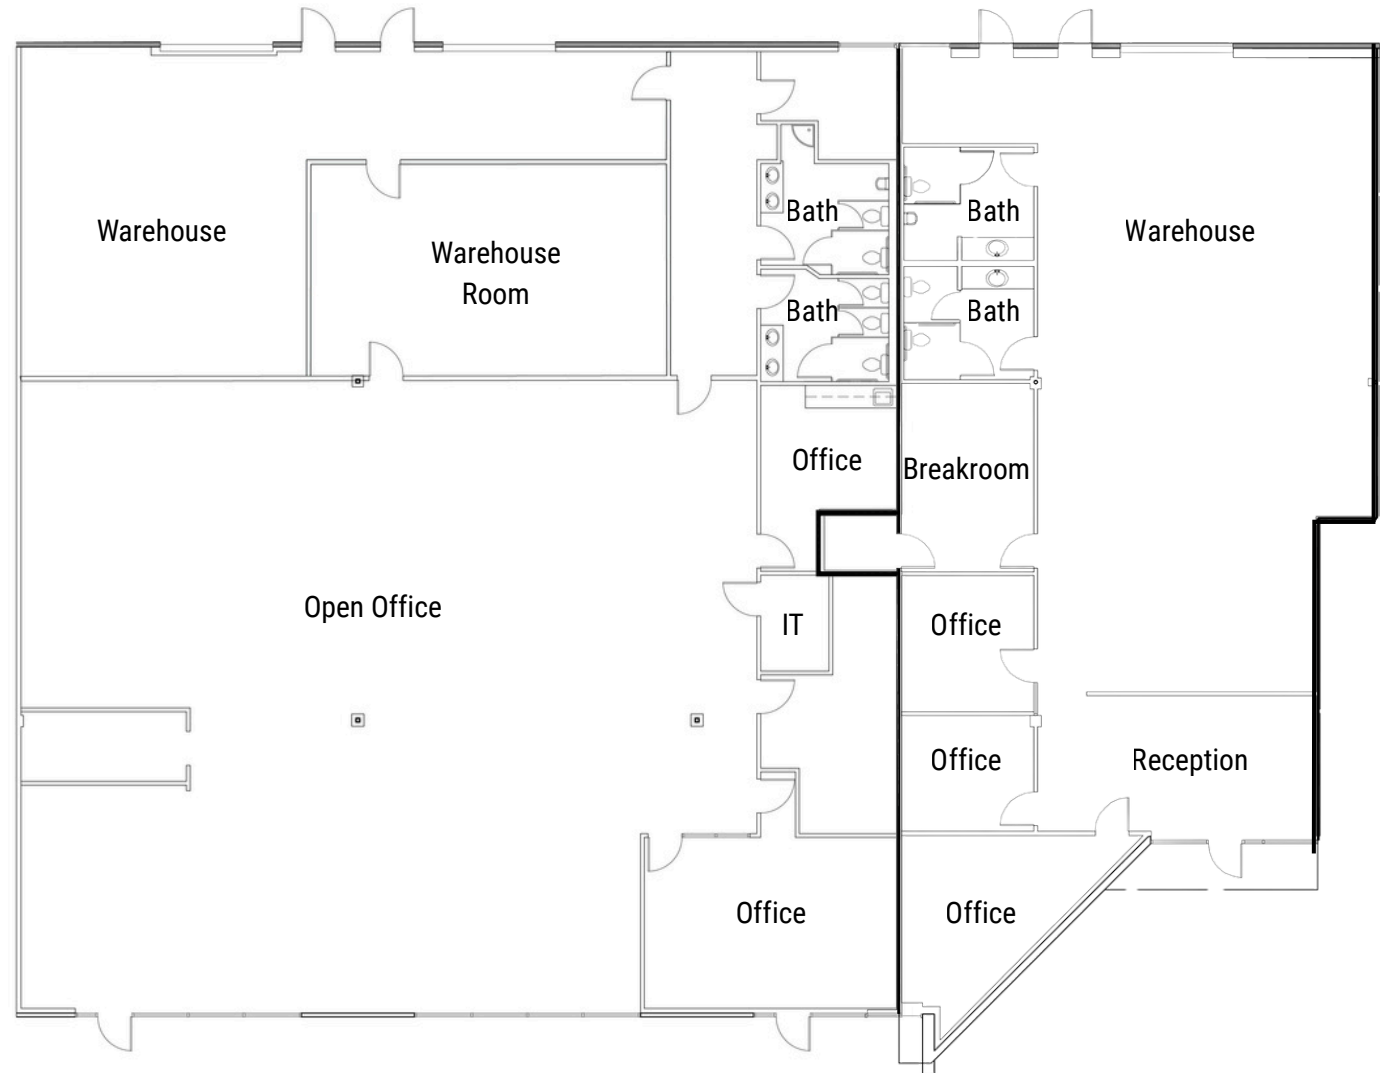 Warehouse
Warehouse
Room
Bath
Bath
Bath
Bath
Warehouse
Office
Breakroom
Open Office
IT
Office
Office
Reception
Office
Office